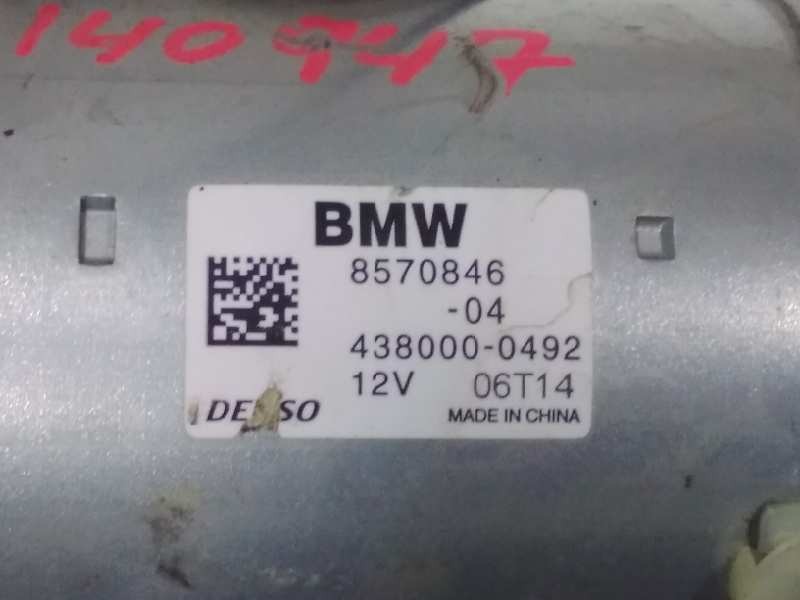 140947
BMW
8570846
-04
438000-0492
12V 06T14
DENSO MADE IN CHINA